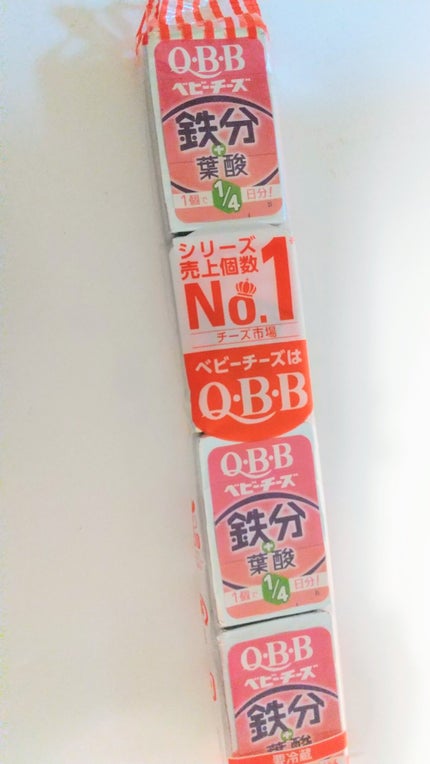 Q・B・B
ベビーチーズ
鉄分
+
葉酸
1個で 1/4 日分!
シリーズ
売上個数
No.1
チーズ市場
ベビーチーズは
Q・B・B
Q・B・B
ベビーチーズ
鉄分
+
葉酸
1個で 1/4 日分!
Q・B・B
ベビーチーズ
鉄分
+
葉酸
要冷蔵